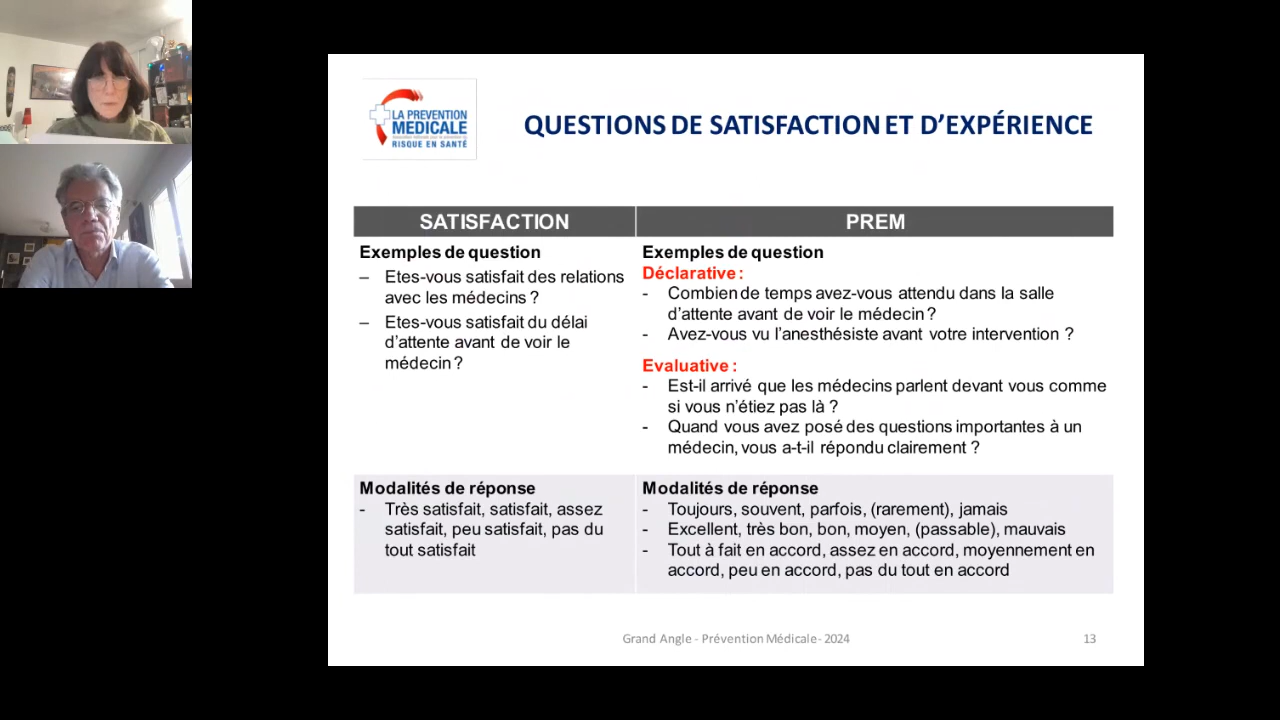 LA PREVENTION
MEDICALE
RISQUE EN SANTÉ
QUESTIONS DE SATISFACTION ET D'EXPÉRIENCE
SATISFACTION
Exemples de question
– Etes-vous satisfait des relations
avec les médecins ?
– Etes-vous satisfait du délai
d'attente avant de voir le
médecin ?
PREM
Exemples de question
Déclarative :
- Combien de temps avez-vous attendu dans la salle
d'attente avant de voir le médecin ?
- Avez-vous vu l'anesthésiste avant votre intervention ?
Evaluative :
- Est-il arrivé que les médecins parlent devant vous comme
si vous n'étiez pas là ?
- Quand vous avez posé des questions importantes à un
médecin, vous a-t-il répondu clairement ?
Modalités de réponse
- Très satisfait, satisfait, assez
satisfait, peu satisfait, pas du
tout satisfait
Modalités de réponse
- Toujours, souvent, parfois, (rarement), jamais
- Excellent, très bon, bon, moyen, (passable), mauvais
- Tout à fait en accord, assez en accord, moyennement en
accord, peu en accord, pas du tout en accord
Grand Angle - Prévention Médicale- 2024
13